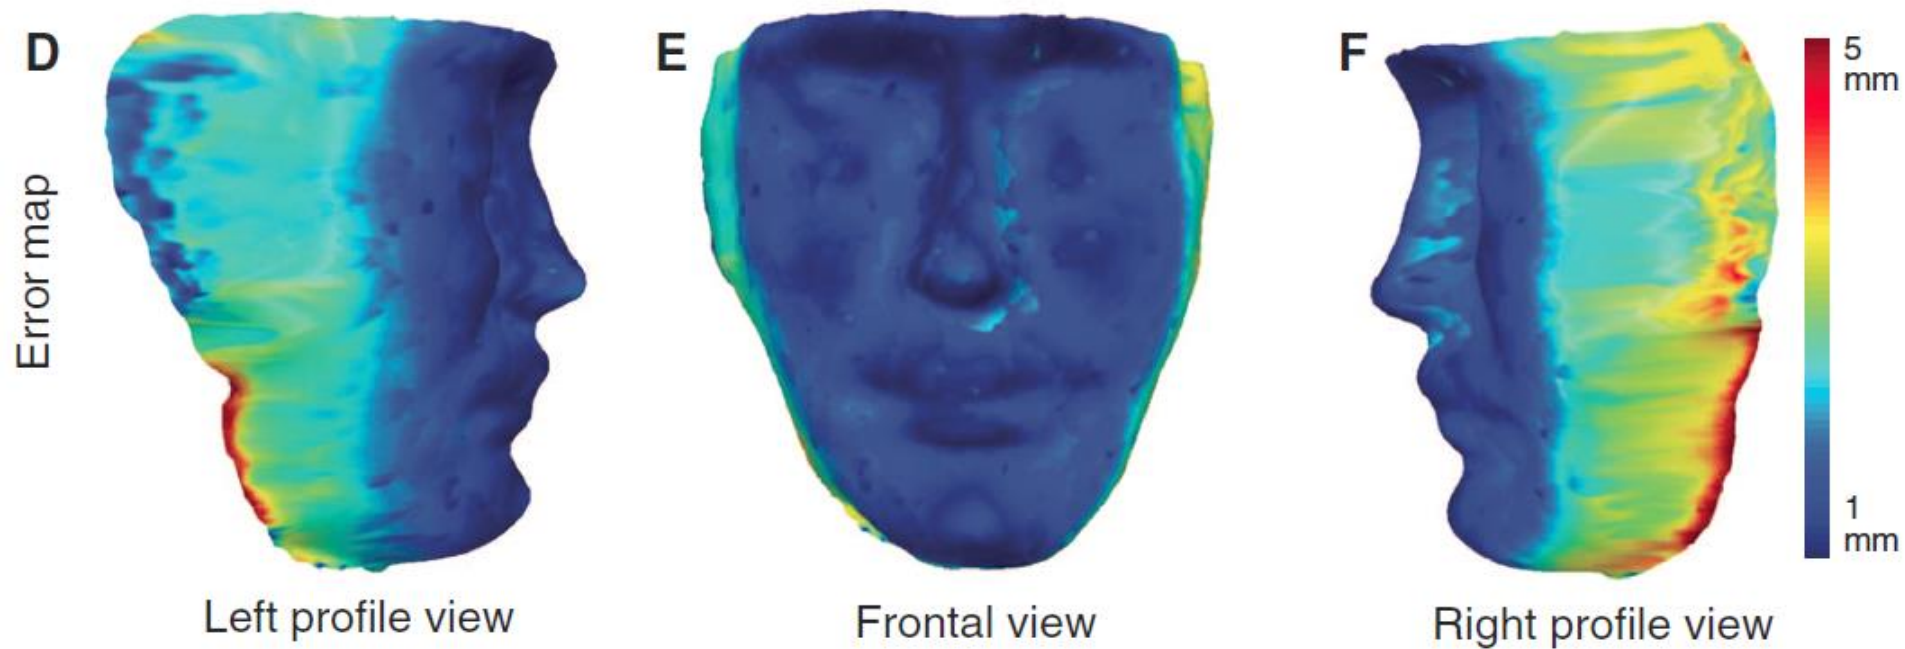 D
E
F
5
mm
Error map
1
mm
Left profile view
Frontal view
Right profile view